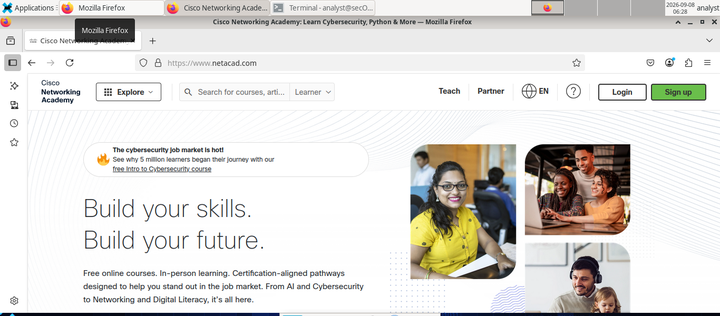 Applications
Mozilla Firefox
Cisco Networking Acade...
Terminal - analyst@secO...
2026-09-08
06:28
analyst
Cisco Networking Academy: Learn Cybersecurity, Python & More — Mozilla Firefox
Mozilla Firefox
Cisco Networking Academ
https://www.netacad.com
Cisco
Networking
Academy
Explore
Search for courses, arti...
Learner
Teach
Partner
EN
Login
Sign up
The cybersecurity job market is hot!
See why 5 million learners began their journey with our
free Intro to Cybersecurity course
Build your skills.
Build your future.
Free online courses. In-person learning. Certification-aligned pathways
designed to help you stand out in the job market. From AI and Cybersecurity
to Networking and Digital Literacy, it's all here.